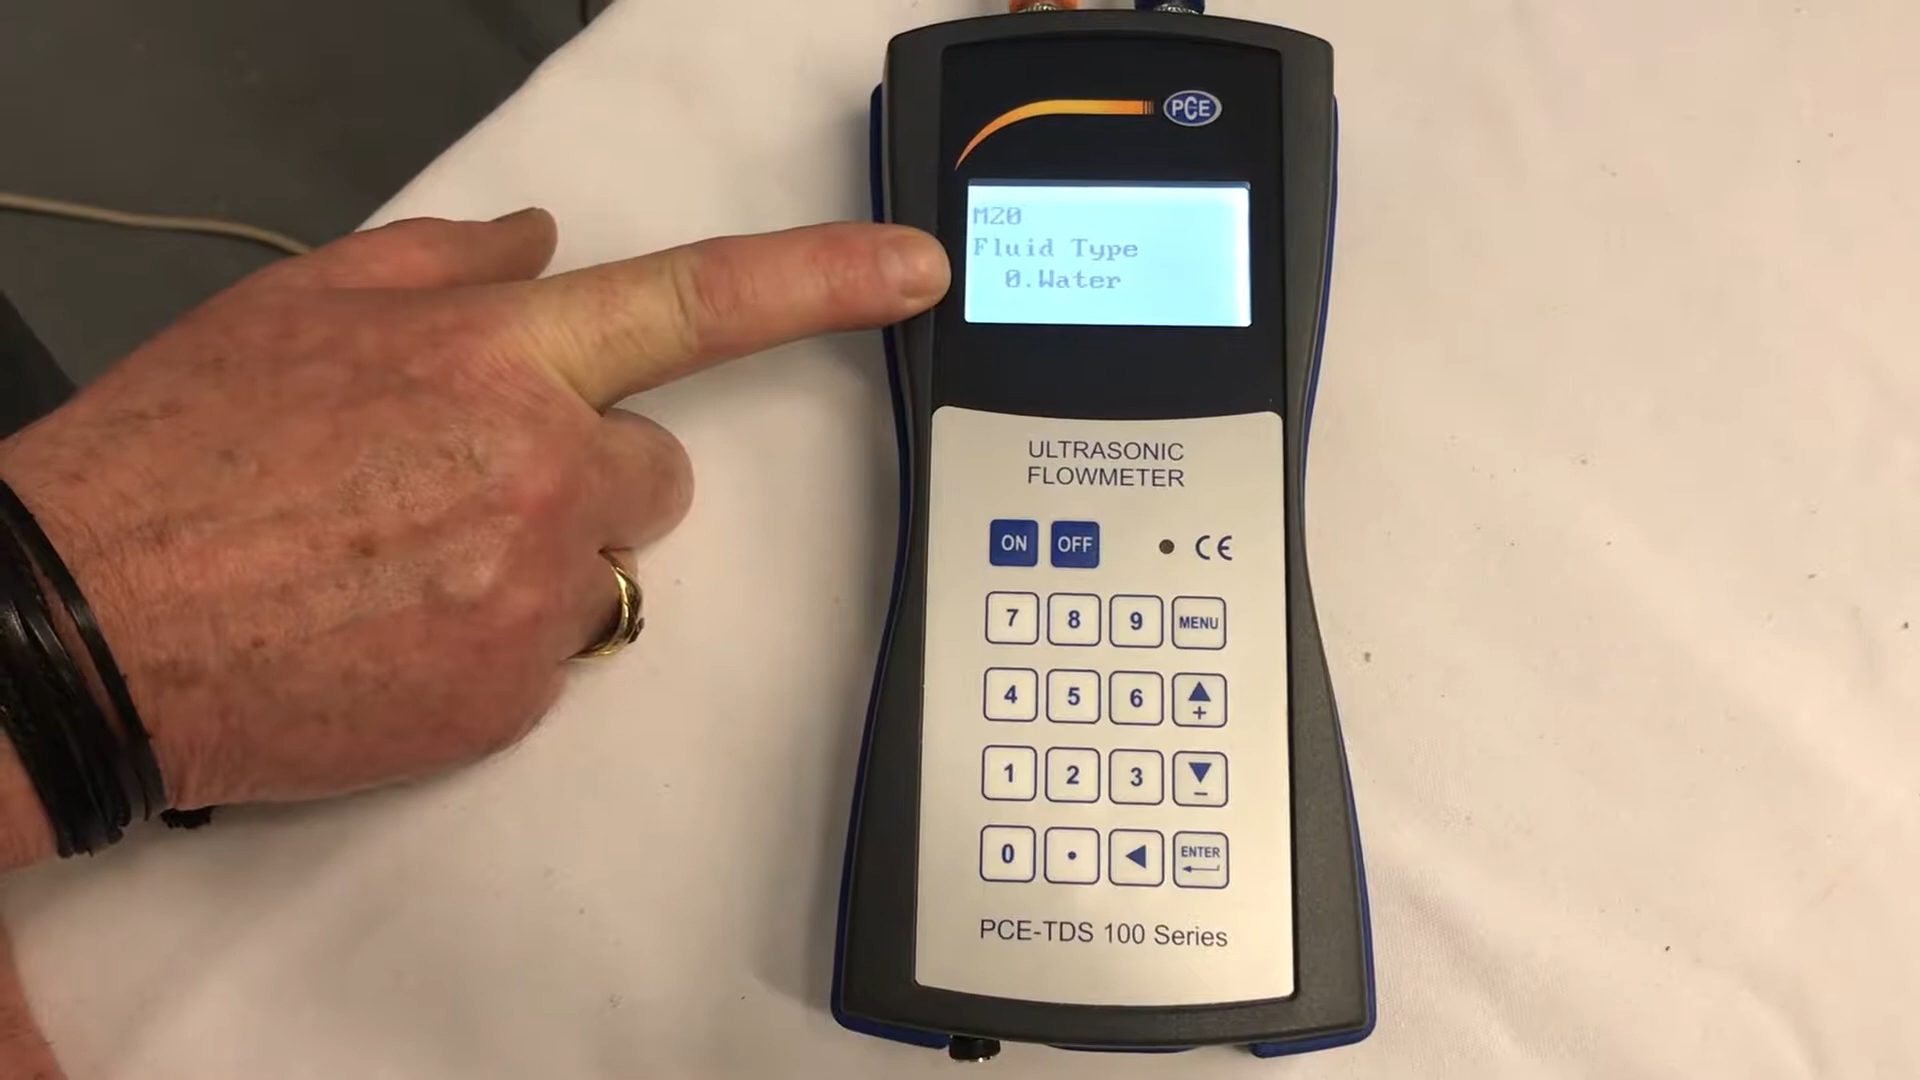 PCE
M20
Fluid Type
0.Water
ULTRASONIC
FLOWMETER
ON OFF CE
7 8 9 MENU
4 5 6 +
1 2 3 −
0 . ENTER
PCE-TDS 100 Series